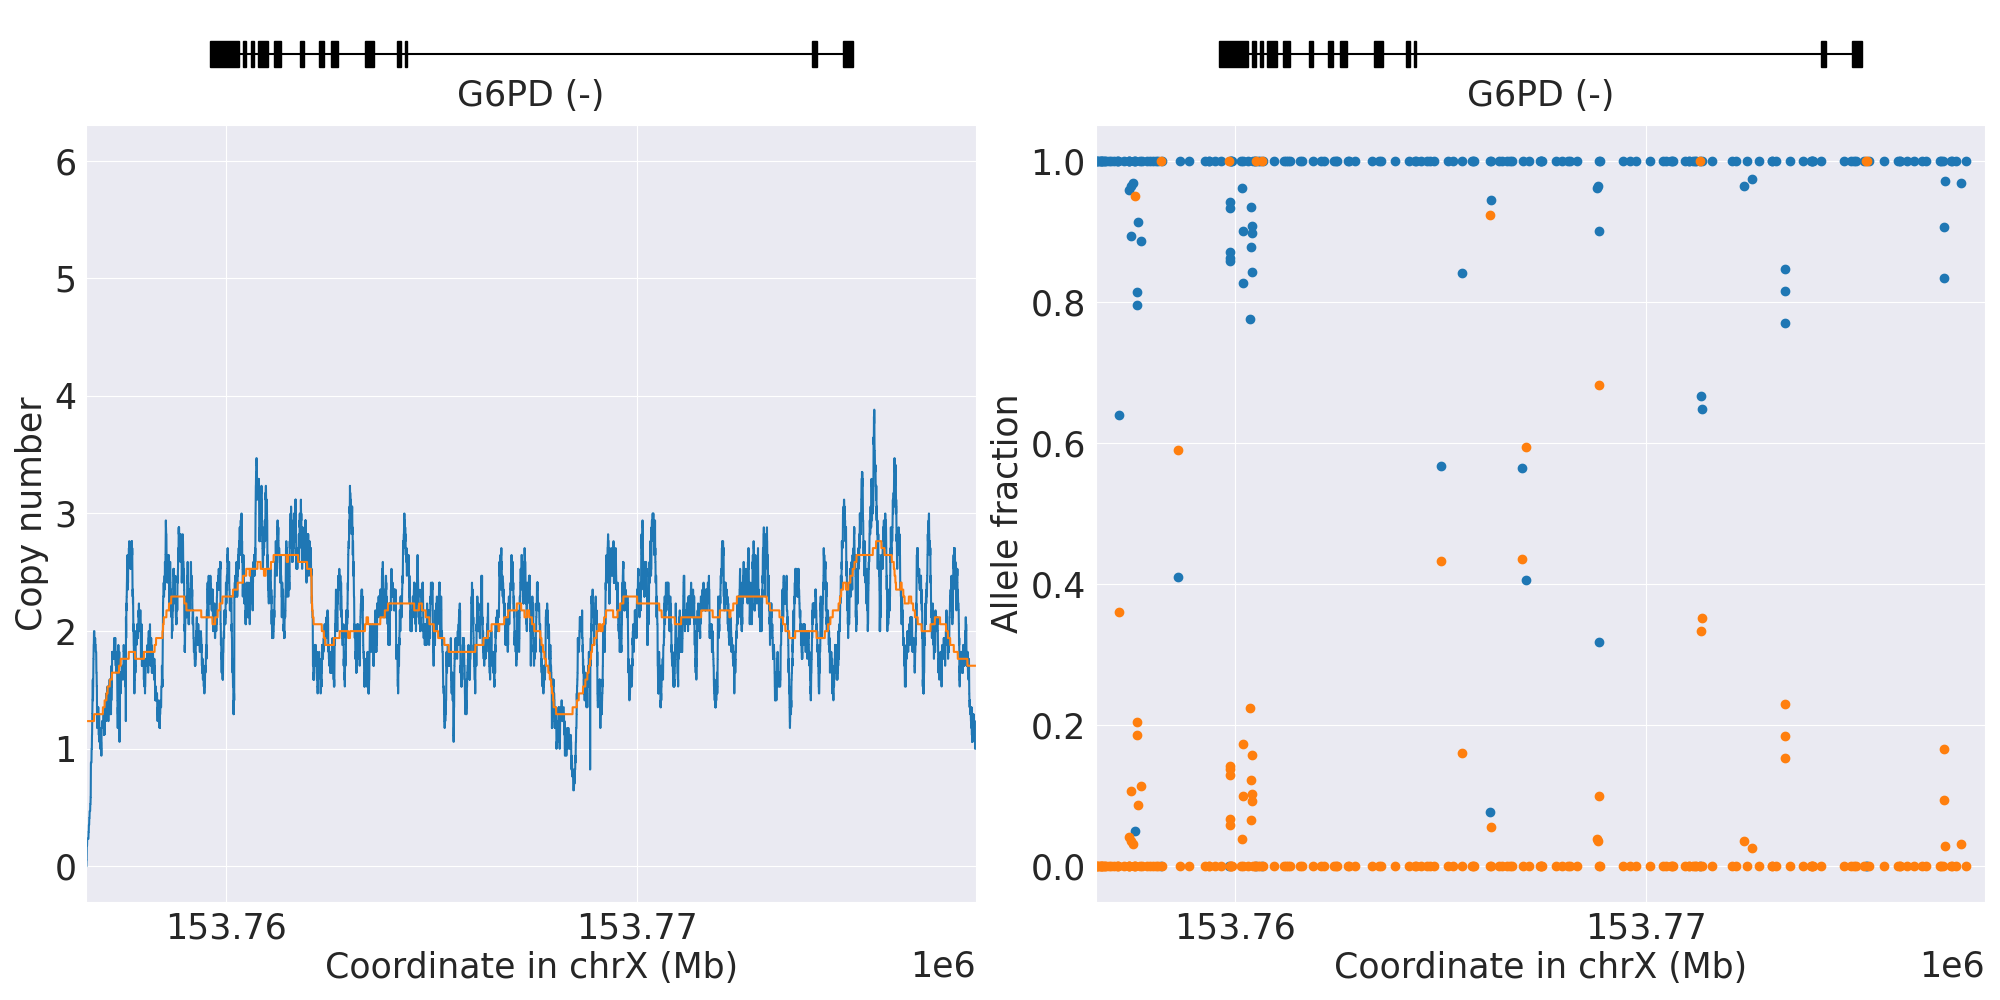 G6PD (-)
6
5
4
3
2
1
0
Copy number
153.76
153.77
Coordinate in chrX (Mb)
1e6
G6PD (-)
1.0
0.8
0.6
0.4
0.2
0.0
Allele fraction
153.76
153.77
Coordinate in chrX (Mb)
1e6